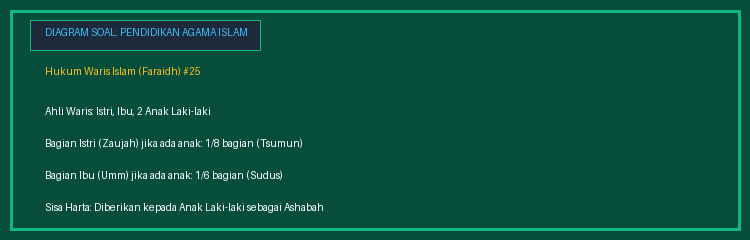 DIAGRAM SOAL: PENDIDIKAN AGAMA ISLAM
Hukum Waris Islam (Faraidh) #25
Ahli Waris: Istri, Ibu, 2 Anak Laki-laki
Bagian Istri (Zaujah) jika ada anak: 1/8 bagian (Tsumun)
Bagian Ibu (Umm) jika ada anak: 1/6 bagian (Sudus)
Sisa Harta: Diberikan kepada Anak Laki-laki sebagai Ashabah